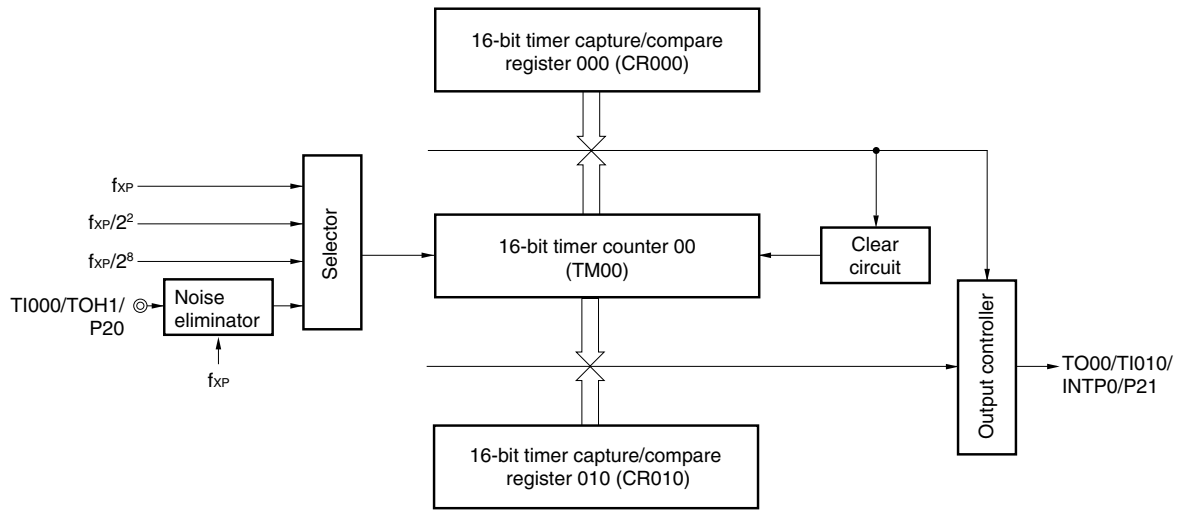 16-bit timer capture/compare
register 000 (CR000)
fXP
fXP/2²
fXP/2⁸
TI000/TOH1/
P20
Noise
eliminator
fXP
Selector
16-bit timer counter 00
(TM00)
Clear
circuit
Output controller
TO00/TI010/
INTP0/P21
16-bit timer capture/compare
register 010 (CR010)